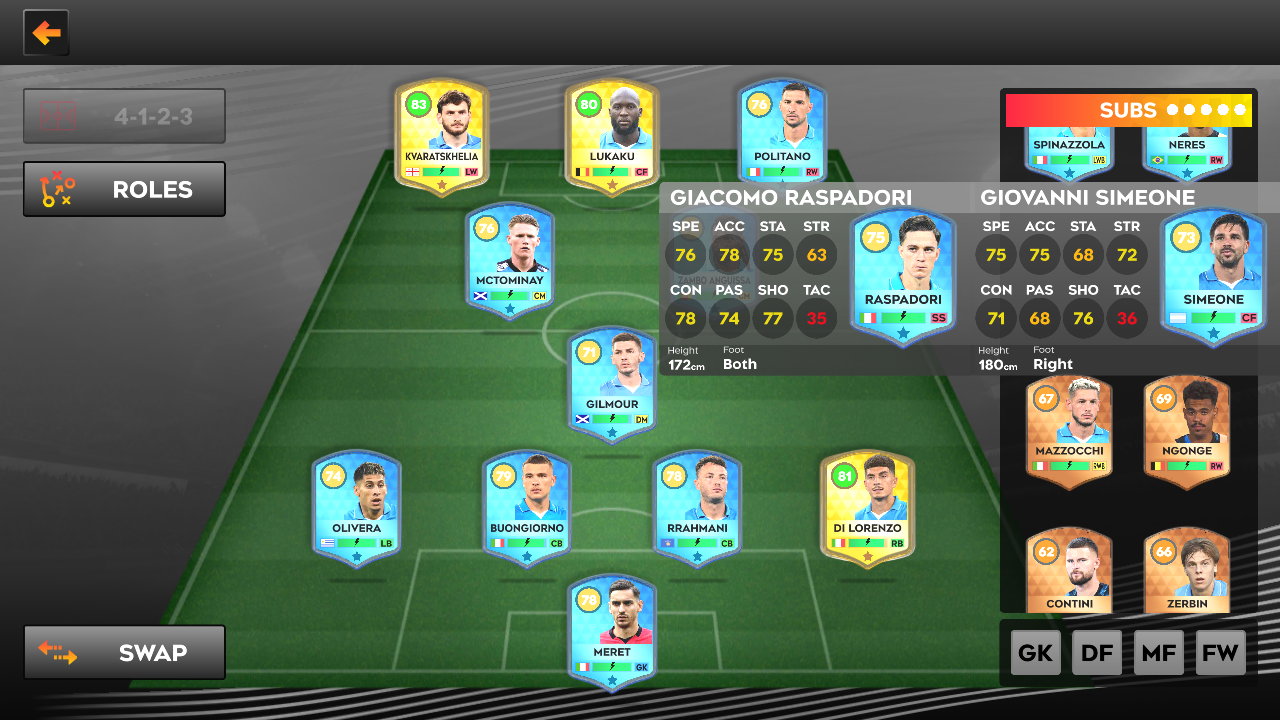 4-1-2-3
ROLES
SWAP
83
KVARATSKHELIA
LW
80
LUKAKU
CF
76
POLITANO
RW
76
MCTOMINAY
CM
ZAMBO ANGUISSA
CM
71
GILMOUR
DM
74
OLIVERA
LB
79
BUONGIORNO
CB
78
RRAHMANI
CB
81
DI LORENZO
RB
78
MERET
GK
SUBS
SPINAZZOLA
LWB
NERES
RW
GIACOMO RASPADORI
SPE ACC STA STR
76 78 75 63
CON PAS SHO TAC
78 74 77 35
Height Foot
172cm Both
75
RASPADORI
SS
GIOVANNI SIMEONE
SPE ACC STA STR
75 75 68 72
CON PAS SHO TAC
71 68 76 36
Height Foot
180cm Right
73
SIMEONE
CF
67
MAZZOCCHI
RWB
69
NGONGE
RW
62
CONTINI
66
ZERBIN
GK DF MF FW